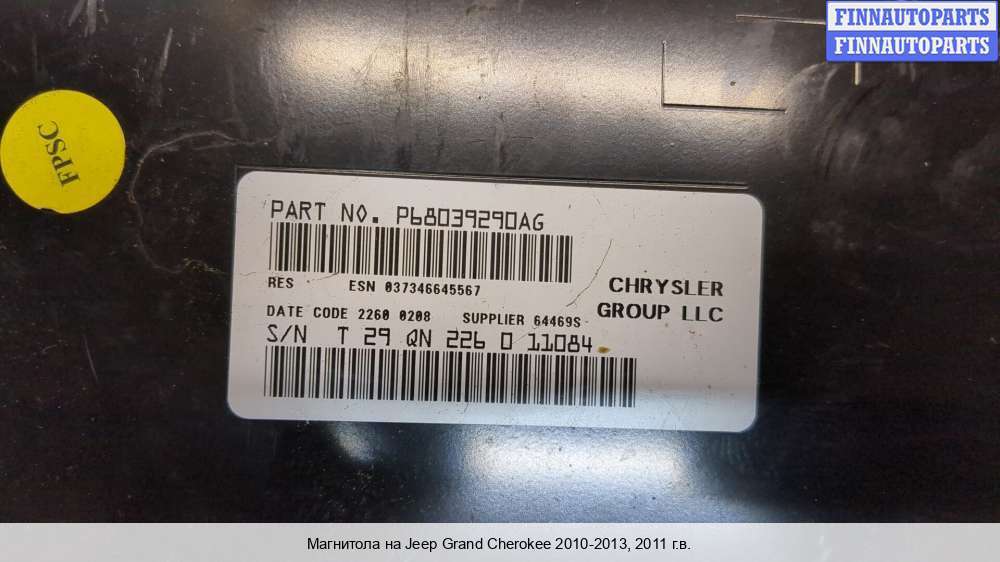 FINNAUTOPARTS
FINNAUTOPARTS
FPSC
PART NO. P68039290AG
RES ESN 037346645567
CHRYSLER
GROUP LLC
DATE CODE 2260 0208 SUPPLIER 64469S
S/N T 29 QN 226 0 11084
Магнитола на Jeep Grand Cherokee 2010-2013, 2011 г.в.